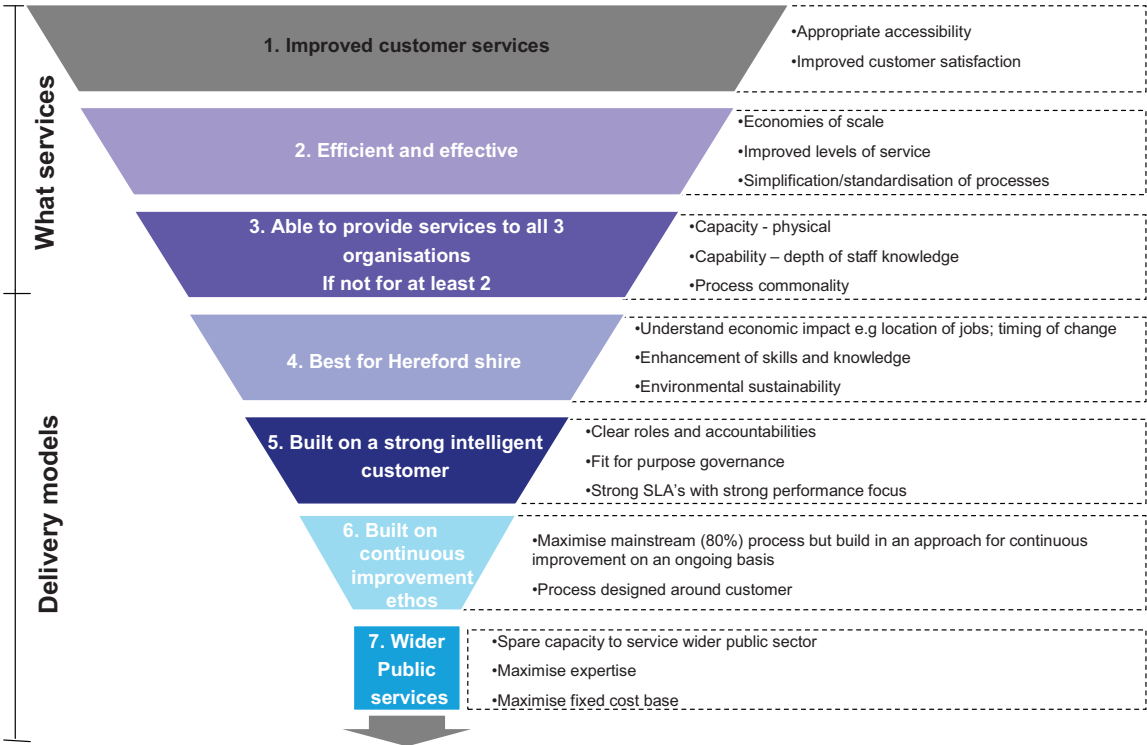 What services
1. Improved customer services
•Appropriate accessibility
•Improved customer satisfaction
2. Efficient and effective
•Economies of scale
•Improved levels of service
•Simplification/standardisation of processes
3. Able to provide services to all 3
organisations
If not for at least 2
•Capacity - physical
•Capability – depth of staff knowledge
•Process commonality
Delivery models
4. Best for Hereford shire
•Understand economic impact e.g location of jobs; timing of change
•Enhancement of skills and knowledge
•Environmental sustainability
5. Built on a strong intelligent
customer
•Clear roles and accountabilities
•Fit for purpose governance
•Strong SLA's with strong performance focus
6. Built on
continuous
improvement
ethos
•Maximise mainstream (80%) process but build in an approach for continuous
improvement on an ongoing basis
•Process designed around customer
7. Wider
Public
services
•Spare capacity to service wider public sector
•Maximise expertise
•Maximise fixed cost base